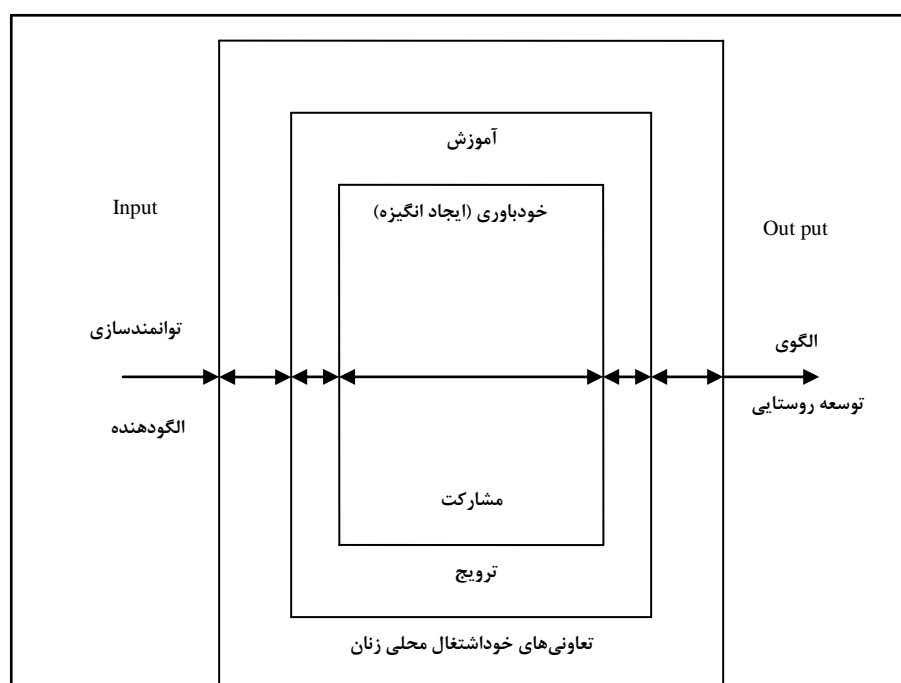 آموزش
خودباوری (ایجاد انگیزه)
Input
Out put
توانمندسازی
الگوی
الگودهنده
توسعه روستایی
مشارکت
ترویج
تعاونی‌های خوداشتغال محلی زنان